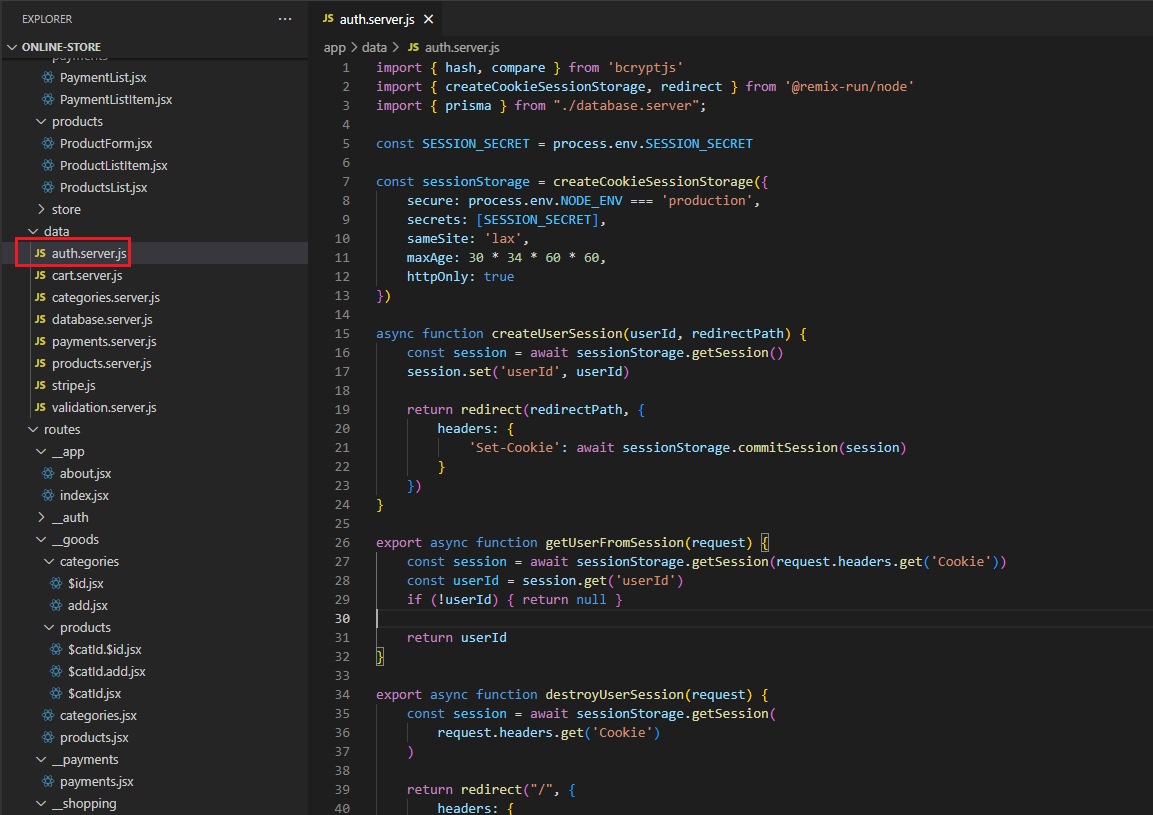 EXPLORER
ONLINE-STORE
payments
PaymentList.jsx
PaymentListItem.jsx
products
ProductForm.jsx
ProductListItem.jsx
ProductsList.jsx
store
data
JS auth.server.js
JS cart.server.js
JS categories.server.js
JS database.server.js
JS payments.server.js
JS products.server.js
JS stripe.js
JS validation.server.js
routes
__app
about.jsx
index.jsx
__auth
__goods
categories
$id.jsx
add.jsx
products
$catId.$id.jsx
$catId.add.jsx
$catId.jsx
categories.jsx
products.jsx
__payments
payments.jsx
__shopping
JS auth.server.js
app > data > JS auth.server.js
1 import { hash, compare } from 'bcryptjs'
2 import { createCookieSessionStorage, redirect } from '@remix-run/node'
3 import { prisma } from "./database.server";
4
5 const SESSION_SECRET = process.env.SESSION_SECRET
6
7 const sessionStorage = createCookieSessionStorage({
8 secure: process.env.NODE_ENV === 'production',
9 secrets: [SESSION_SECRET],
10 sameSite: 'lax',
11 maxAge: 30 * 34 * 60 * 60,
12 httpOnly: true
13 })
14
15 async function createUserSession(userId, redirectPath) {
16 const session = await sessionStorage.getSession()
17 session.set('userId', userId)
18
19 return redirect(redirectPath, {
20 headers: {
21 'Set-Cookie': await sessionStorage.commitSession(session)
22 }
23 })
24 }
25
26 export async function getUserFromSession(request) {
27 const session = await sessionStorage.getSession(request.headers.get('Cookie'))
28 const userId = session.get('userId')
29 if (!userId) { return null }
30
31 return userId
32 }
33
34 export async function destroyUserSession(request) {
35 const session = await sessionStorage.getSession(
36 request.headers.get('Cookie')
37 )
38
39 return redirect("/", {
40 headers: {